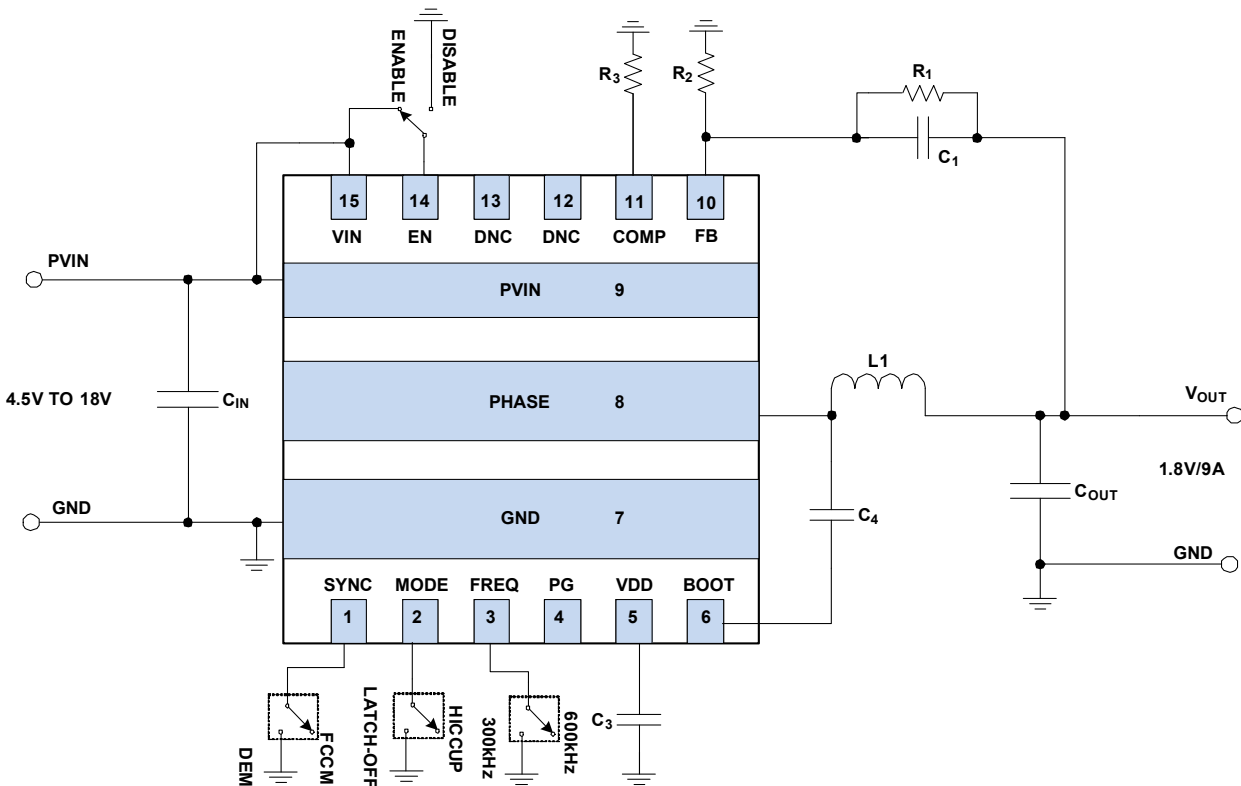 ENABLE
DISABLE
R3
R2
R1
C1
15
14
13
12
11
10
VIN
EN
DNC
DNC
COMP
FB
PVIN
PVIN 9
4.5V TO 18V
CIN
PHASE 8
L1
VOUT
1.8V/9A
COUT
GND
GND 7
C4
GND
SYNC
MODE
FREQ
PG
VDD
BOOT
1
2
3
4
5
6
DEM
FCCM
LATCH-OFF
HICCUP
300kHz
600kHz
C3